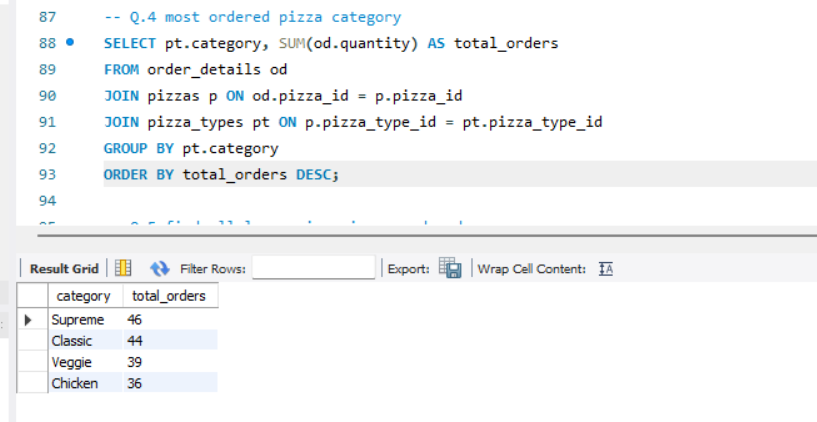 87 -- Q.4 most ordered pizza category
88 SELECT pt.category, SUM(od.quantity) AS total_orders
89 FROM order_details od
90 JOIN pizzas p ON od.pizza_id = p.pizza_id
91 JOIN pizza_types pt ON p.pizza_type_id = pt.pizza_type_id
92 GROUP BY pt.category
93 ORDER BY total_orders DESC;
94
Result Grid Filter Rows: Export: Wrap Cell Content:
category total_orders
Supreme 46
Classic 44
Veggie 39
Chicken 36